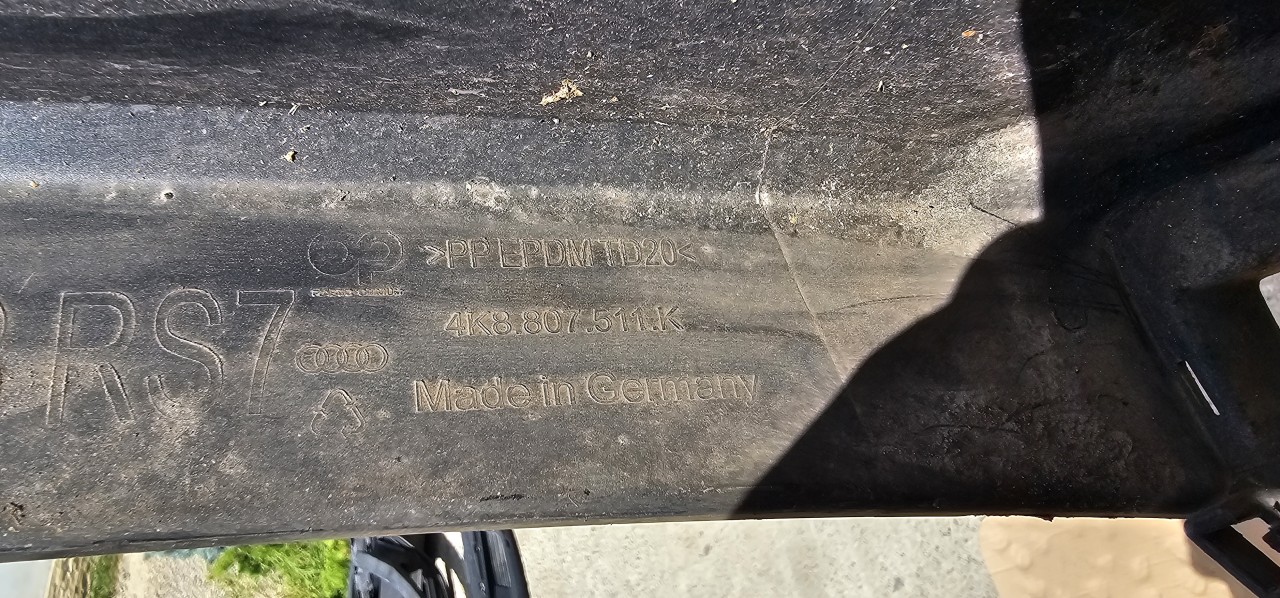 >PP EPDM TD20<
RS7
4K8.807.511.K
Made in Germany